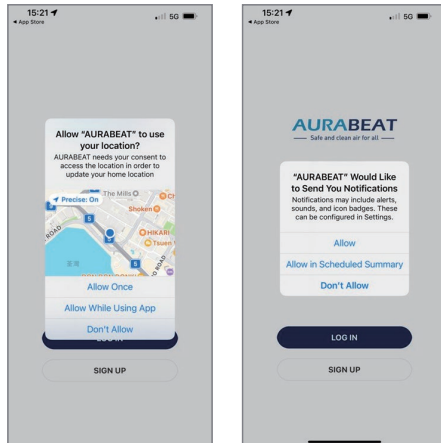 15:21
5G
App Store
Allow "AURABEAT" to use
your location?
AURABEAT needs your consent to
access the location in order to
update your home location
Precise: On
The Mills
Shoken
HIKARI
Tsuen
ROAD
5
5
5
ROAD
Allow Once
Allow While Using App
Don't Allow
SIGN UP
15:21
5G
App Store
AURABEAT
Safe and clean air for all
"AURABEAT" Would Like
to Send You Notifications
Notifications may include alerts,
sounds, and icon badges. These
can be configured in Settings.
Allow
Allow in Scheduled Summary
Don't Allow
LOG IN
SIGN UP